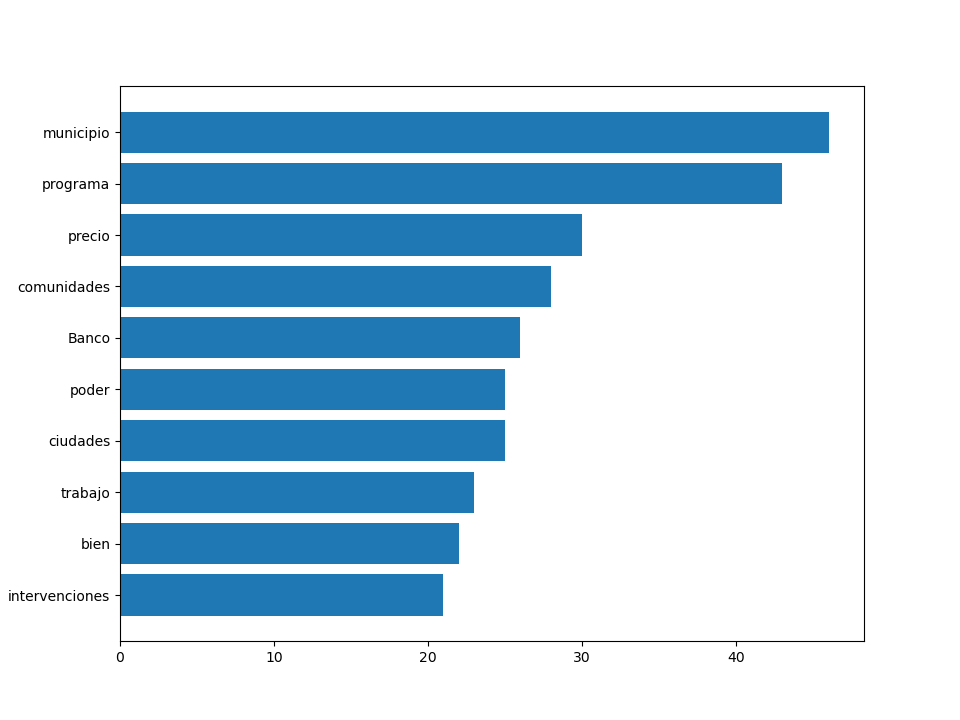 municipio
programa
precio
comunidades
Banco
poder
ciudades
trabajo
bien
intervenciones
0 10 20 30 40